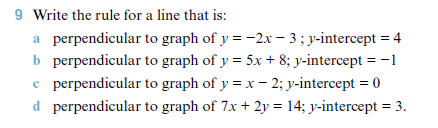 9 Write the rule for a line that is:
a perpendicular to graph of y = −2x − 3 ; y-intercept = 4
b perpendicular to graph of y = 5x + 8; y-intercept = −1
c perpendicular to graph of y = x − 2; y-intercept = 0
d perpendicular to graph of 7x + 2y = 14; y-intercept = 3.